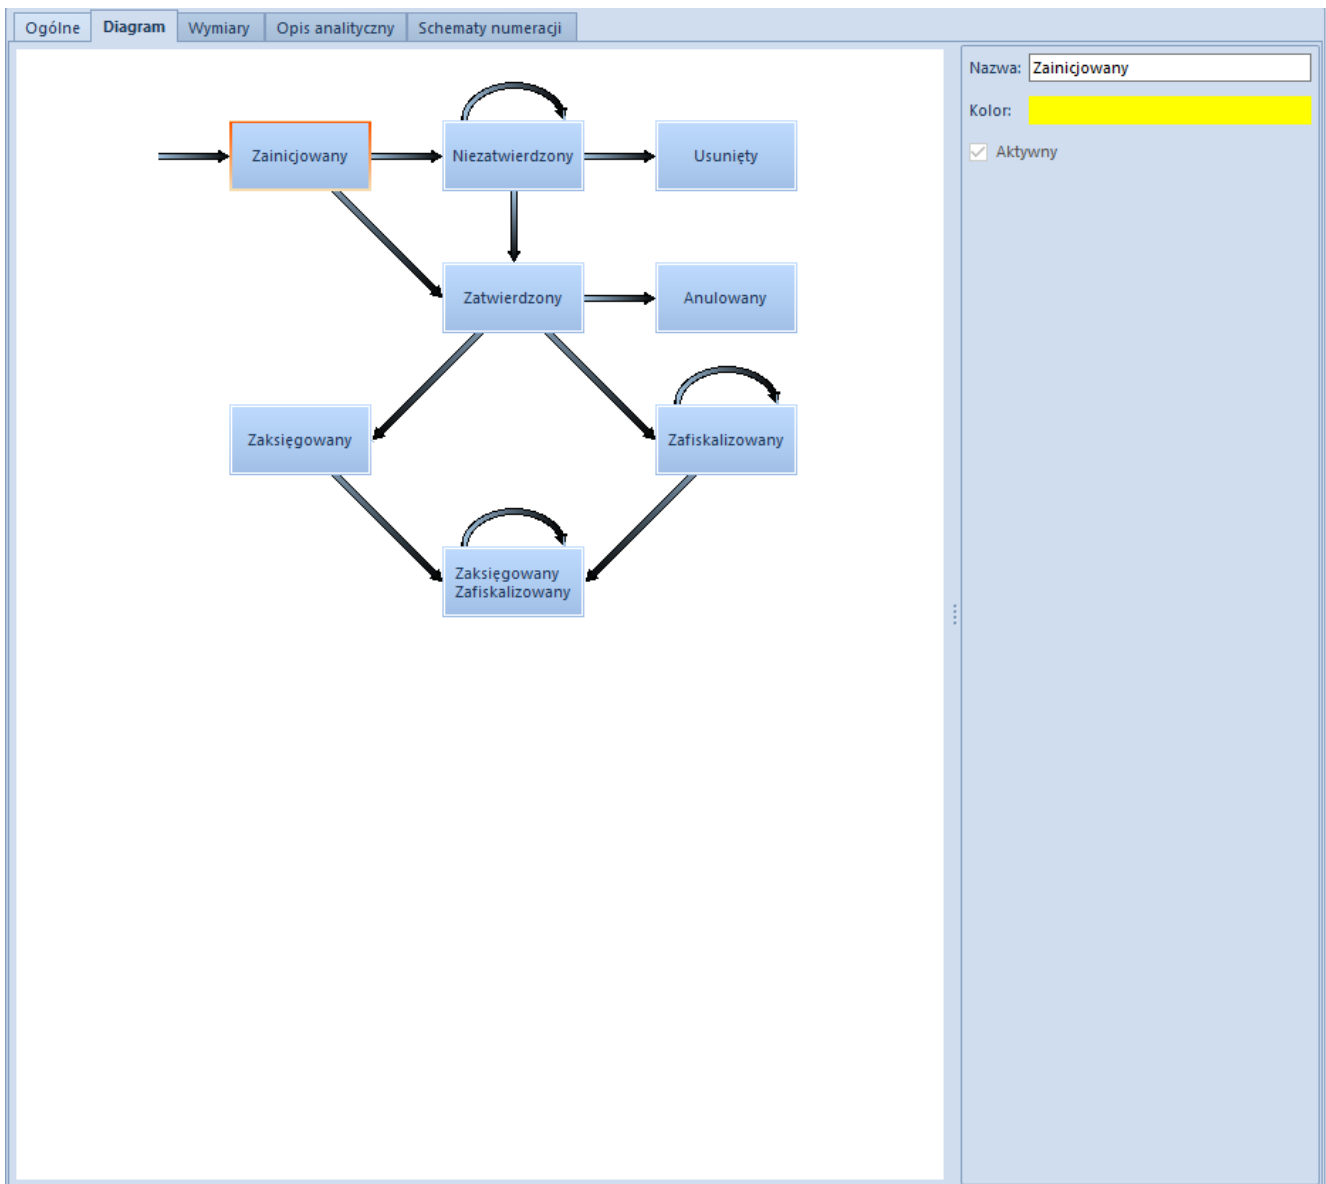 Ogólne Diagram Wymiary Opis analityczny Schematy numeracji
Nazwa: Zainicjowany
Kolor:
Aktywny
Zainicjowany Niezatwierdzony Usunięty
Zatwierdzony Anulowany
Zaksięgowany Zafiskalizowany
Zaksięgowany
Zafiskalizowany